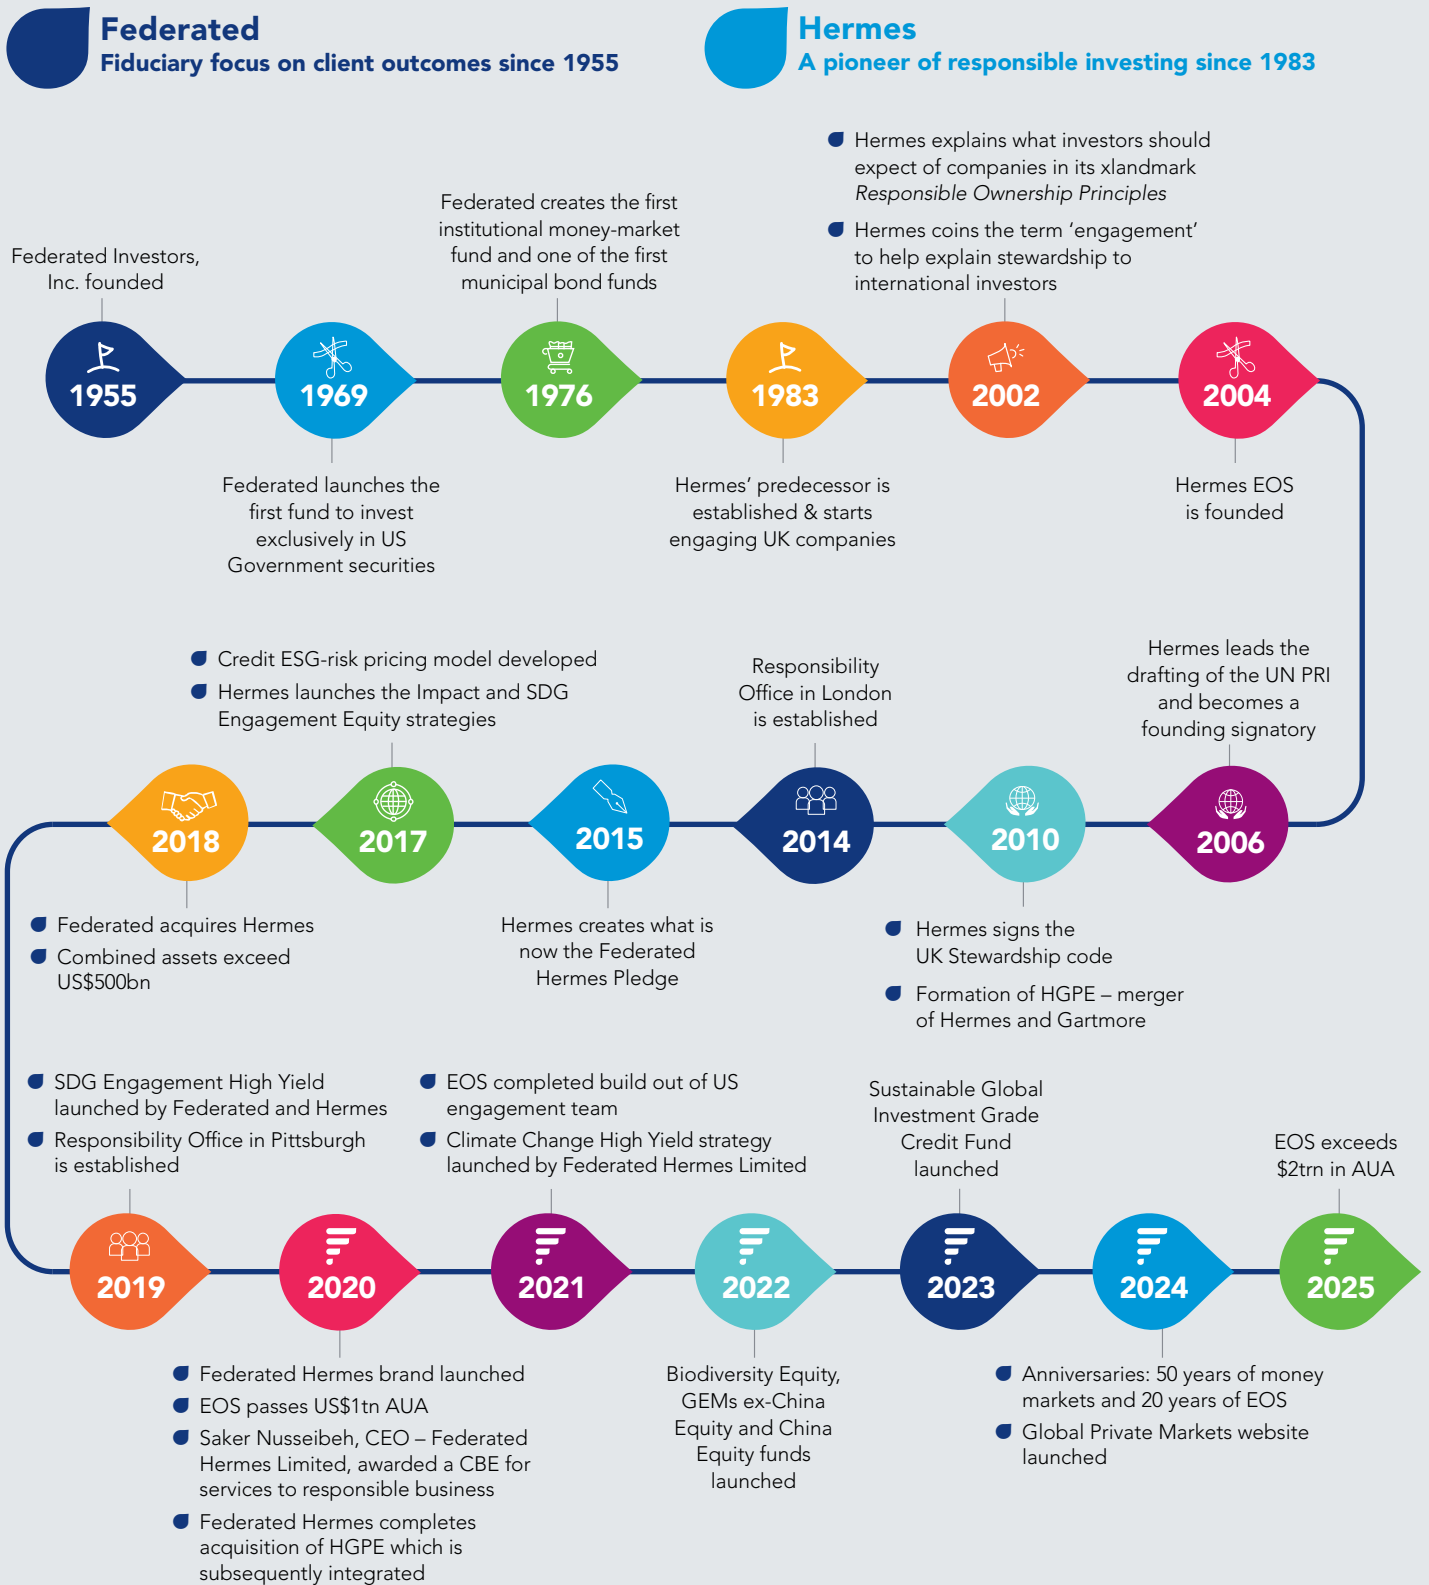 Federated
Fiduciary focus on client outcomes since 1955
Hermes
A pioneer of responsible investing since 1983
Federated Investors,
Inc. founded
1955
1969
Federated launches the
first fund to invest
exclusively in US
Government securities
Federated creates the first
institutional money-market
fund and one of the first
municipal bond funds
1976
1983
Hermes’ predecessor is
established & starts
engaging UK companies
Hermes explains what investors should
expect of companies in its xlandmark
Responsible Ownership Principles
Hermes coins the term ‘engagement’
to help explain stewardship to
international investors
2002
2004
Hermes EOS
is founded
Hermes leads the
drafting of the UN PRI
and becomes a
founding signatory
2006
2010
Hermes signs the
UK Stewardship code
Formation of HGPE – merger
of Hermes and Gartmore
Responsibility
Office in London
is established
2014
2015
Hermes creates what is
now the Federated
Hermes Pledge
Credit ESG-risk pricing model developed
Hermes launches the Impact and SDG
Engagement Equity strategies
2017
2018
Federated acquires Hermes
Combined assets exceed
US$500bn
SDG Engagement High Yield
launched by Federated and Hermes
Responsibility Office in Pittsburgh
is established
2019
2020
Federated Hermes brand launched
EOS passes US$1tn AUA
Saker Nusseibeh, CEO – Federated
Hermes Limited, awarded a CBE for
services to responsible business
Federated Hermes completes
acquisition of HGPE which is
subsequently integrated
EOS completed build out of US
engagement team
Climate Change High Yield strategy
launched by Federated Hermes Limited
2021
2022
Biodiversity Equity,
GEMs ex-China
Equity and China
Equity funds
launched
Sustainable Global
Investment Grade
Credit Fund
launched
2023
2024
Anniversaries: 50 years of money
markets and 20 years of EOS
Global Private Markets website
launched
EOS exceeds
$2trn in AUA
2025